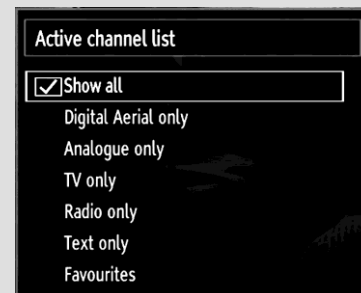 Active channel list
Show all
Digital Aerial only
Analogue only
TV only
Radio only
Text only
Favourites